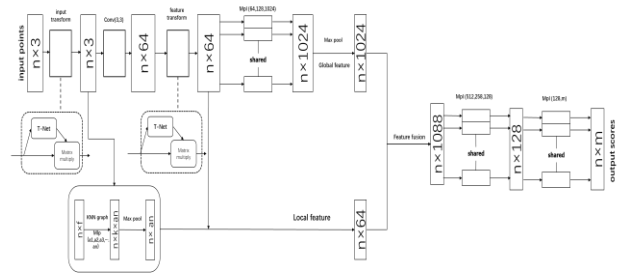 input points
n×3
input
transform
n×3
Conv(3,3)
n×64
feature
transform
n×64
Mpl (64,128,1024)
shared
n×1024
Max pool
Global feature
n×1024
T-Net
Matrix
multiply
T-Net
Matrix
multiply
n×f
KNN graph
Mlp
n×k×an
Max pool
n× an
Local feature
n×64
Feature fusion
n×1088
Mpl (512,256,128)
shared
n×128
Mpl (128,m)
shared
n×m
output scores